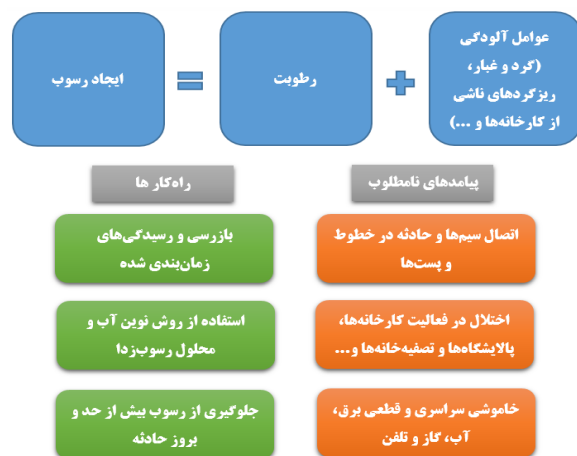 عوامل آلودگی
(گرد و غبار،
ریزگردهای ناشی
از کارخانه‌ها و ...)
+
رطوبت
=
ایجاد رسوب
پیامدهای نامطلوب
اتصال سیم‌ها و حادثه در خطوط
و پست‌ها
اختلال در فعالیت کارخانه‌ها،
پالایشگاه‌ها و تصفیه‌خانه‌ها و...
خاموشی سراسری و قطعی برق،
آب، گاز و تلفن
راه‌کار ها
بازرسی و رسیدگی‌های
زمان‌بندی شده
استفاده از روش نوین آب و
محلول رسوب‌زدا
جلوگیری از رسوب بیش از حد و
بروز حادثه